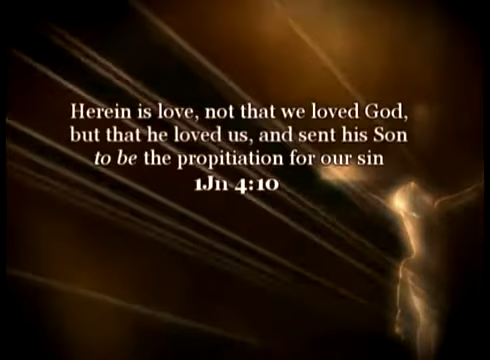 Herein is love, not that we loved God,
but that he loved us, and sent his Son
to be the propitiation for our sin
1Jn 4:10